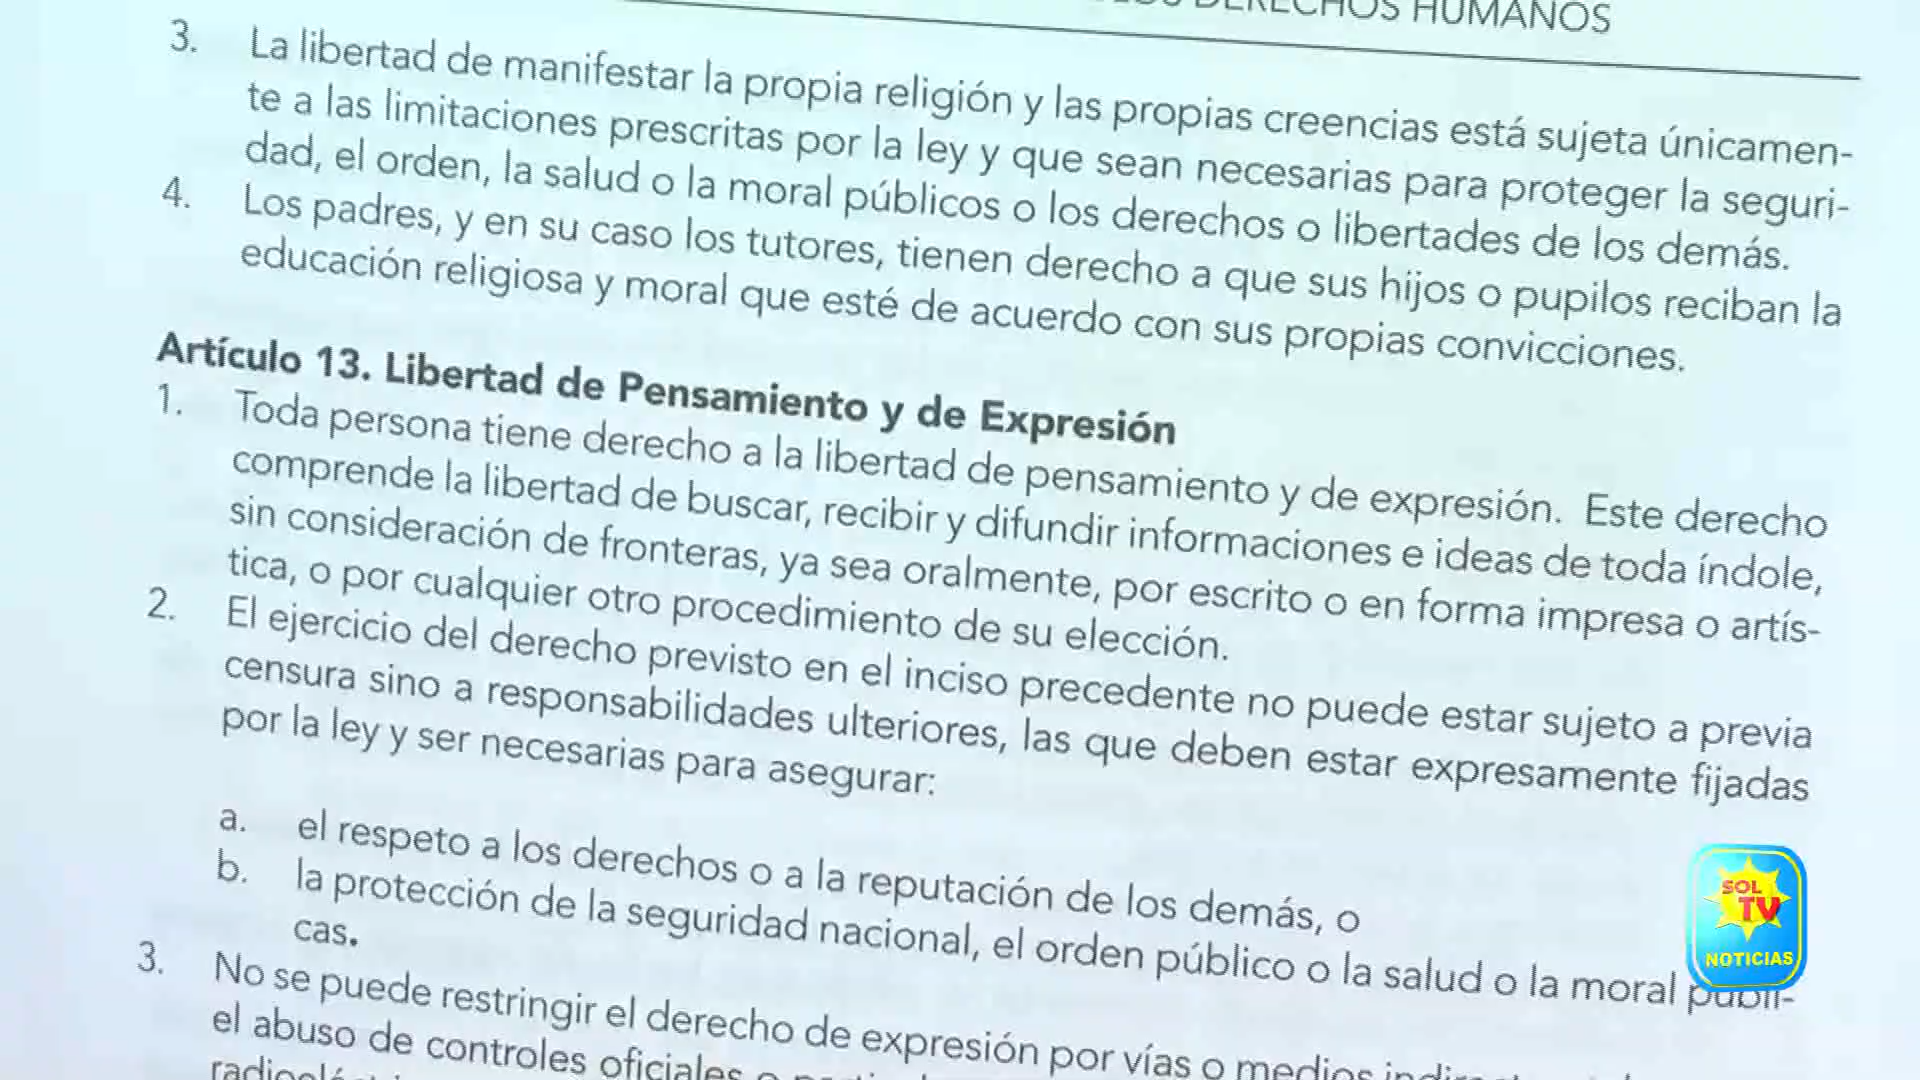 DERECHOS HUMANOS
3. La libertad de manifestar la propia religión y las propias creencias está sujeta únicamen-
te a las limitaciones prescritas por la ley y que sean necesarias para proteger la seguri-
dad, el orden, la salud o la moral públicos o los derechos o libertades de los demás.
4. Los padres, y en su caso los tutores, tienen derecho a que sus hijos o pupilos reciban la
educación religiosa y moral que esté de acuerdo con sus propias convicciones.
Artículo 13. Libertad de Pensamiento y de Expresión
1. Toda persona tiene derecho a la libertad de pensamiento y de expresión. Este derecho
comprende la libertad de buscar, recibir y difundir informaciones e ideas de toda índole,
sin consideración de fronteras, ya sea oralmente, por escrito o en forma impresa o artís-
tica, o por cualquier otro procedimiento de su elección.
2. El ejercicio del derecho previsto en el inciso precedente no puede estar sujeto a previa
censura sino a responsabilidades ulteriores, las que deben estar expresamente fijadas
por la ley y ser necesarias para asegurar:
a. el respeto a los derechos o a la reputación de los demás, o
b. la protección de la seguridad nacional, el orden público o la salud o la moral públi-
cas.
3. No se puede restringir el derecho de expresión por vías o medios
el abuso de controles oficiales o
SOL
TV
NOTICIAS